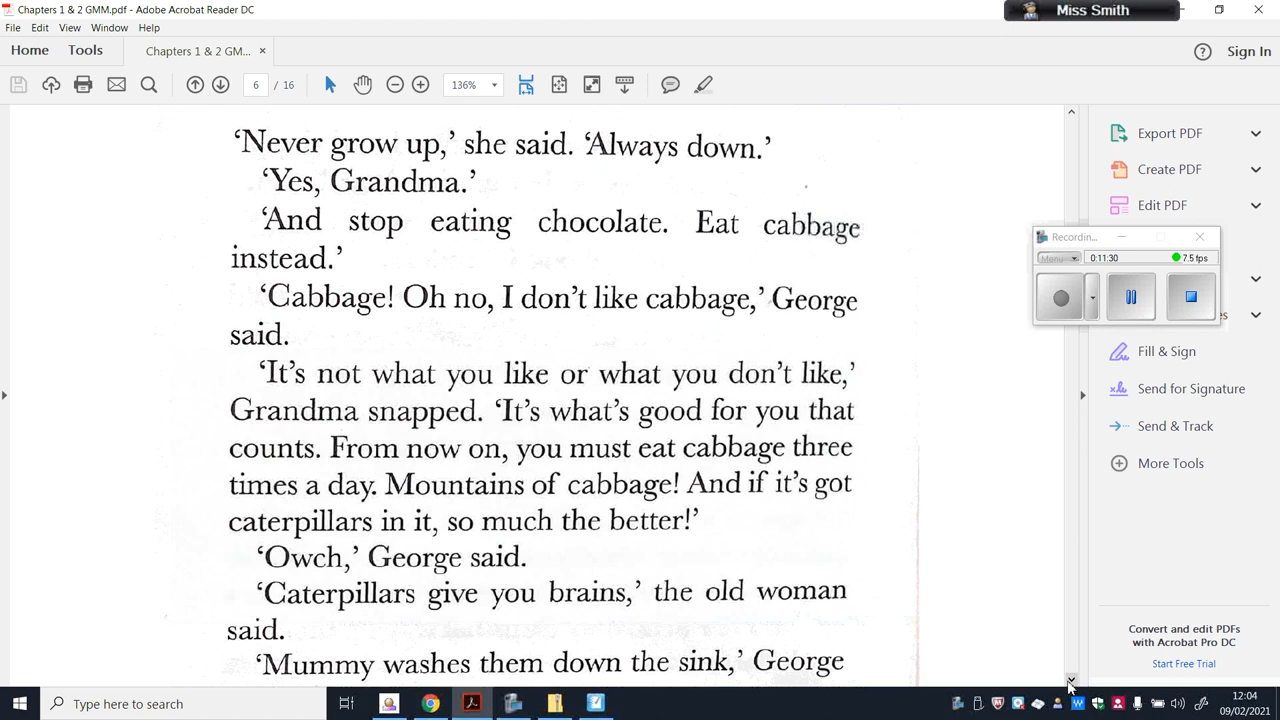 Chapters 1 & 2 GMM.pdf - Adobe Acrobat Reader DC
Miss Smith
File Edit View Window Help
Home Tools Chapters 1 & 2 GM... × Sign In
6 / 16 136%
‘Never grow up,’ she said. ‘Always down.’
‘Yes, Grandma.’
‘And stop eating chocolate. Eat cabbage
instead.’
‘Cabbage! Oh no, I don’t like cabbage,’ George
said.
‘It’s not what you like or what you don’t like,’
Grandma snapped. ‘It’s what’s good for you that
counts. From now on, you must eat cabbage three
times a day. Mountains of cabbage! And if it’s got
caterpillars in it, so much the better!’
‘Owch,’ George said.
‘Caterpillars give you brains,’ the old woman
said.
‘Mummy washes them down the sink,’ George
Export PDF
Create PDF
Edit PDF
Recordin...
Menu 0:11:30 7.5 fps
Fill & Sign
Send for Signature
Send & Track
More Tools
Convert and edit PDFs
with Acrobat Pro DC
Start Free Trial
Type here to search
12:04
09/02/2021